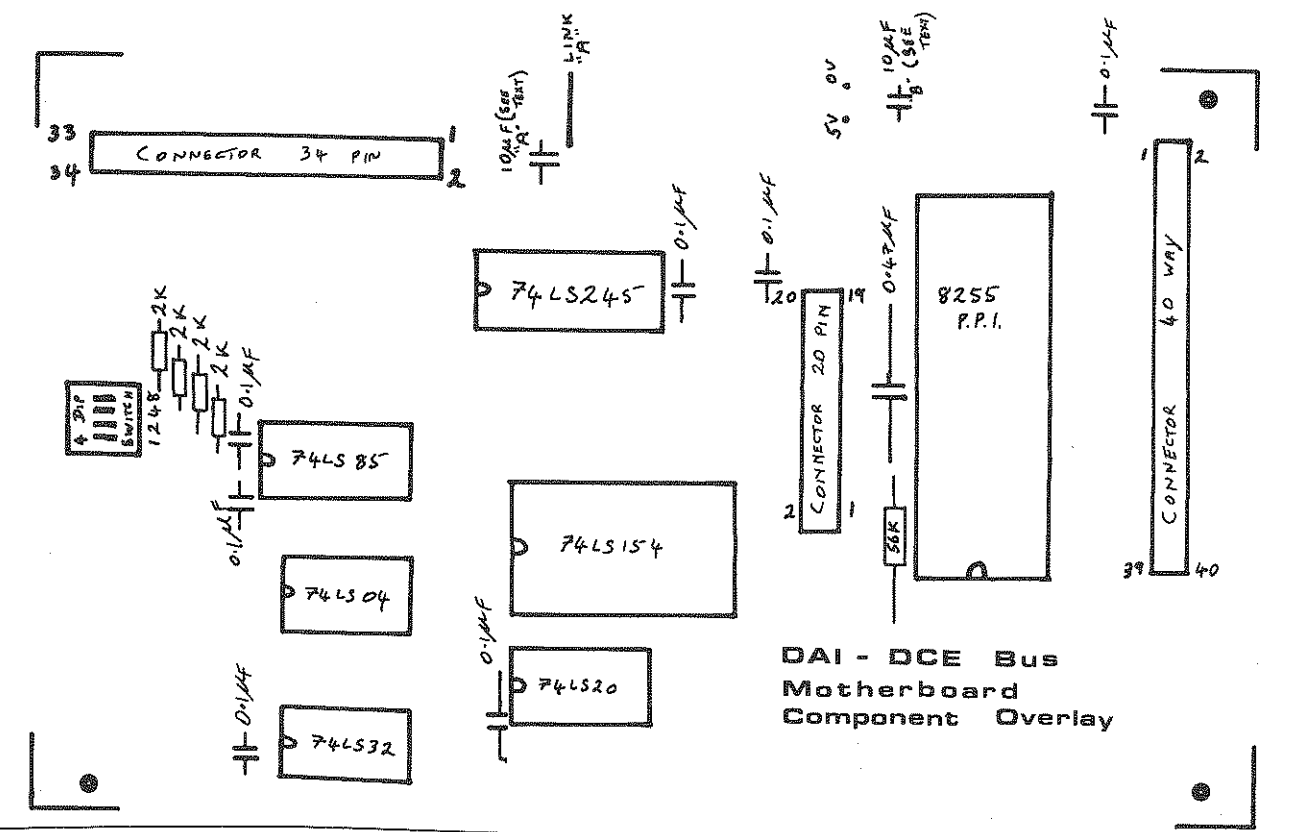 LINK
"A"
10µF (SEE
"A" TEXT)
5V 0V
10µF
"B" (SEE
TEXT)
0.1µF
33
34
CONNECTOR 34 PIN
1
2
1 2
CONNECTOR 40 WAY
39 40
74LS245
0.1µF
0.1µF
20 19
CONNECTOR 20 PIN
2 1
0.047µF
56K
8255
P.P.I.
2K
2K
2K
2K
0.1µF
4 DIP
SWITCH
1 2 4 8
74LS85
0.1µF
74LS154
74LS04
0.1µF
74LS20
0.1µF
74LS32
DAI - DCE Bus
Motherboard
Component Overlay